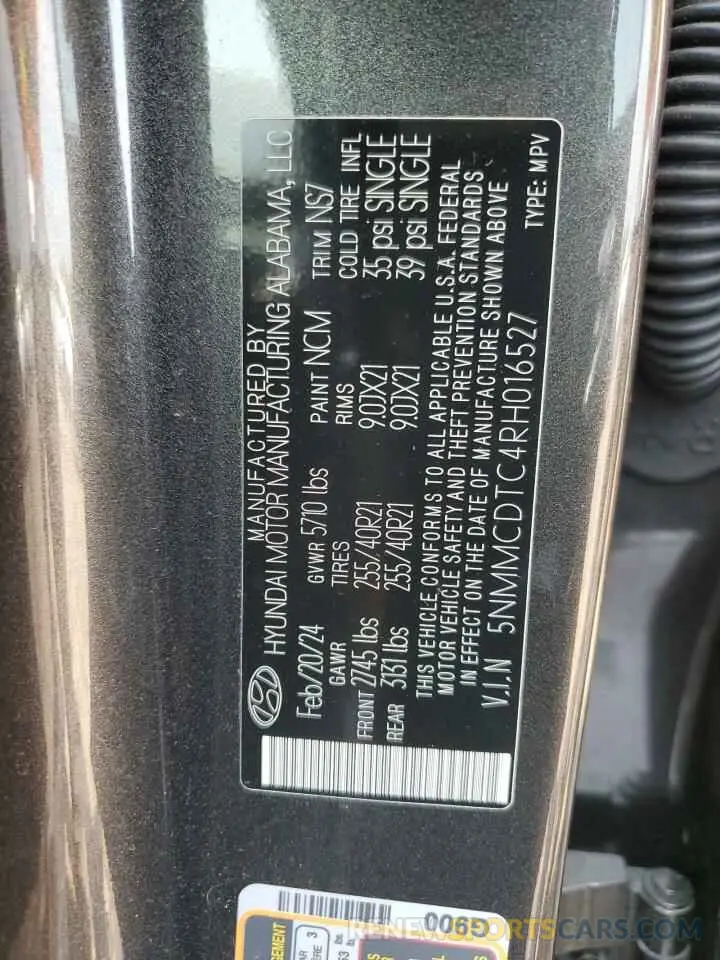 MANUFACTURED BY
HYUNDAI MOTOR MANUFACTURING ALABAMA, LLC
Feb/20/24 GVWR 5710 lbs PAINT NCM TRIM NS7
GAWR TIRES RIMS COLD TIRE INFL
FRONT 2745 lbs 255/40R21 9.0JX21 35 psi SINGLE
REAR 3131 lbs 255/40R21 9.0JX21 39 psi SINGLE
THIS VEHICLE CONFORMS TO ALL APPLICABLE U.S.A. FEDERAL
MOTOR VEHICLE SAFETY AND THEFT PREVENTION STANDARDS
IN EFFECT ON THE DATE OF MANUFACTURE SHOWN ABOVE
V.I.N 5NMMCDTC4RH016527 TYPE: MPV
006D
RENEWSPORTSCARS.COM